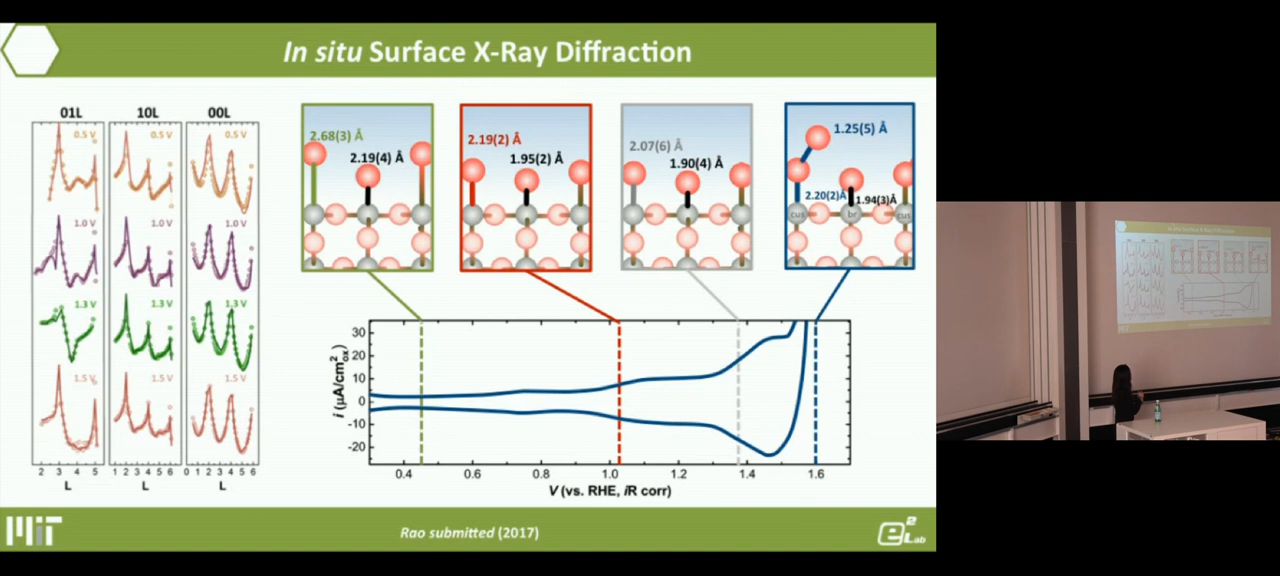 In situ Surface X-Ray Diffraction
01L 10L 00L
0.5 V 0.5 V 0.5 V
1.0 V 1.0 V 1.0 V
1.3 V 1.3 V 1.3 V
1.5 V 1.5 V 1.5 V
2 3 4 5 1 2 3 4 5 6 0 1 2 3 4 5 6
L L L
2.68(3) Å
2.19(4) Å
2.19(2) Å
1.95(2) Å
2.07(6) Å
1.90(4) Å
1.25(5) Å
2.20(2)Å
1.94(3)Å
cus br cus
i (μA/cm²ox)
30
20
10
0
-10
-20
0.4 0.6 0.8 1.0 1.2 1.4 1.6
V (vs. RHE, iR corr)
MIT
Rao submitted (2017)
e2 Lab